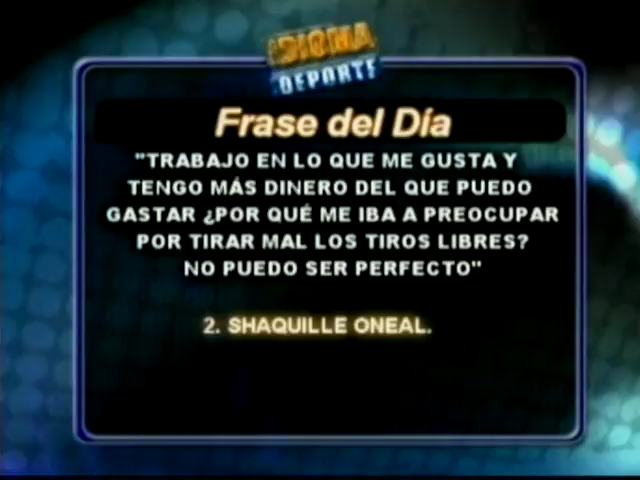 SIGMA
DEPORTE
Frase del Día
"TRABAJO EN LO QUE ME GUSTA Y
TENGO MÁS DINERO DEL QUE PUEDO
GASTAR ¿POR QUÉ ME IBA A PREOCUPAR
POR TIRAR MAL LOS TIROS LIBRES?
NO PUEDO SER PERFECTO"
2. SHAQUILLE ONEAL.